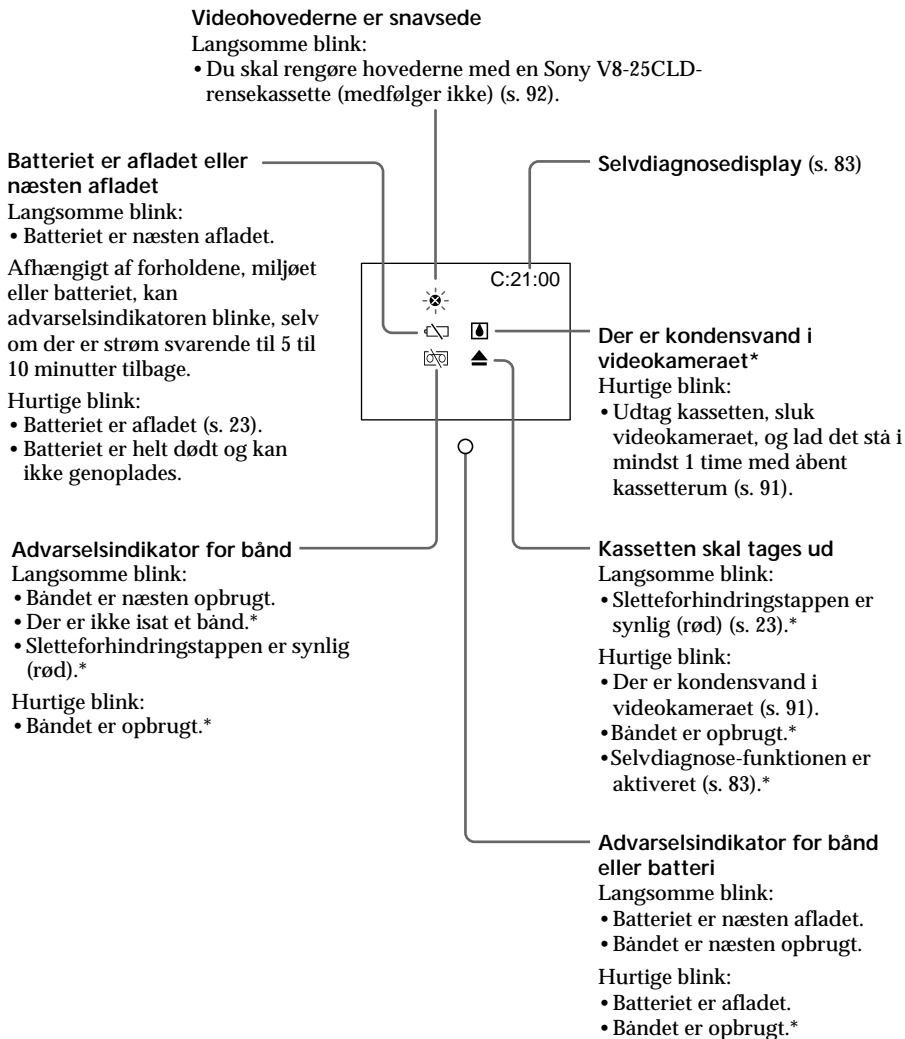 Videohovederne er snavsede
Langsomme blink:
•Du skal rengøre hovederne med en Sony V8-25CLD-
rensekassette (medfølger ikke) (s. 92).
Batteriet er afladet eller
næsten afladet
Langsomme blink:
•Batteriet er næsten afladet.
Afhængigt af forholdene, miljøet
eller batteriet, kan
advarselsindikatoren blinke, selv
om der er strøm svarende til 5 til
10 minutter tilbage.
Hurtige blink:
•Batteriet er afladet (s. 23).
•Batteriet er helt dødt og kan
ikke genoplades.
Selvdiagnosedisplay (s. 83)
C:21:00
Der er kondensvand i
videokameraet*
Hurtige blink:
•Udtag kassetten, sluk
videokameraet, og lad det stå i
mindst 1 time med åbent
kassetterum (s. 91).
Advarselsindikator for bånd
Langsomme blink:
•Båndet er næsten opbrugt.
•Der er ikke isat et bånd.*
•Sletteforhindringstappen er synlig
(rød).*
Hurtige blink:
•Båndet er opbrugt.*
Kassetten skal tages ud
Langsomme blink:
•Sletteforhindringstappen er
synlig (rød) (s. 23).*
Hurtige blink:
•Der er kondensvand i
videokameraet (s. 91).
•Båndet er opbrugt.*
•Selvdiagnose-funktionen er
aktiveret (s. 83).*
Advarselsindikator for bånd
eller batteri
Langsomme blink:
•Batteriet er næsten afladet.
•Båndet er næsten opbrugt.
Hurtige blink:
•Batteriet er afladet.
•Båndet er opbrugt.*